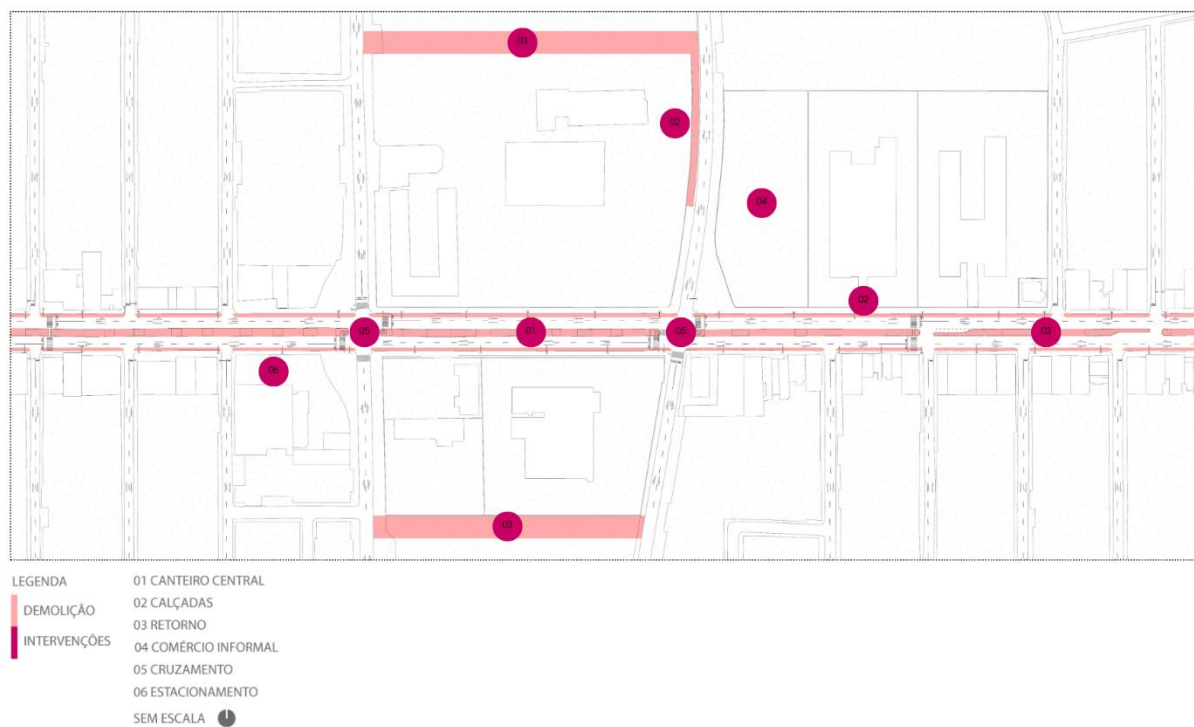 03
02
04
02
05
01
05
03
06
03
LEGENDA
DEMOLIÇÃO
INTERVENÇÕES
01 CANTEIRO CENTRAL
02 CALÇADAS
03 RETORNO
04 COMÉRCIO INFORMAL
05 CRUZAMENTO
06 ESTACIONAMENTO
SEM ESCALA